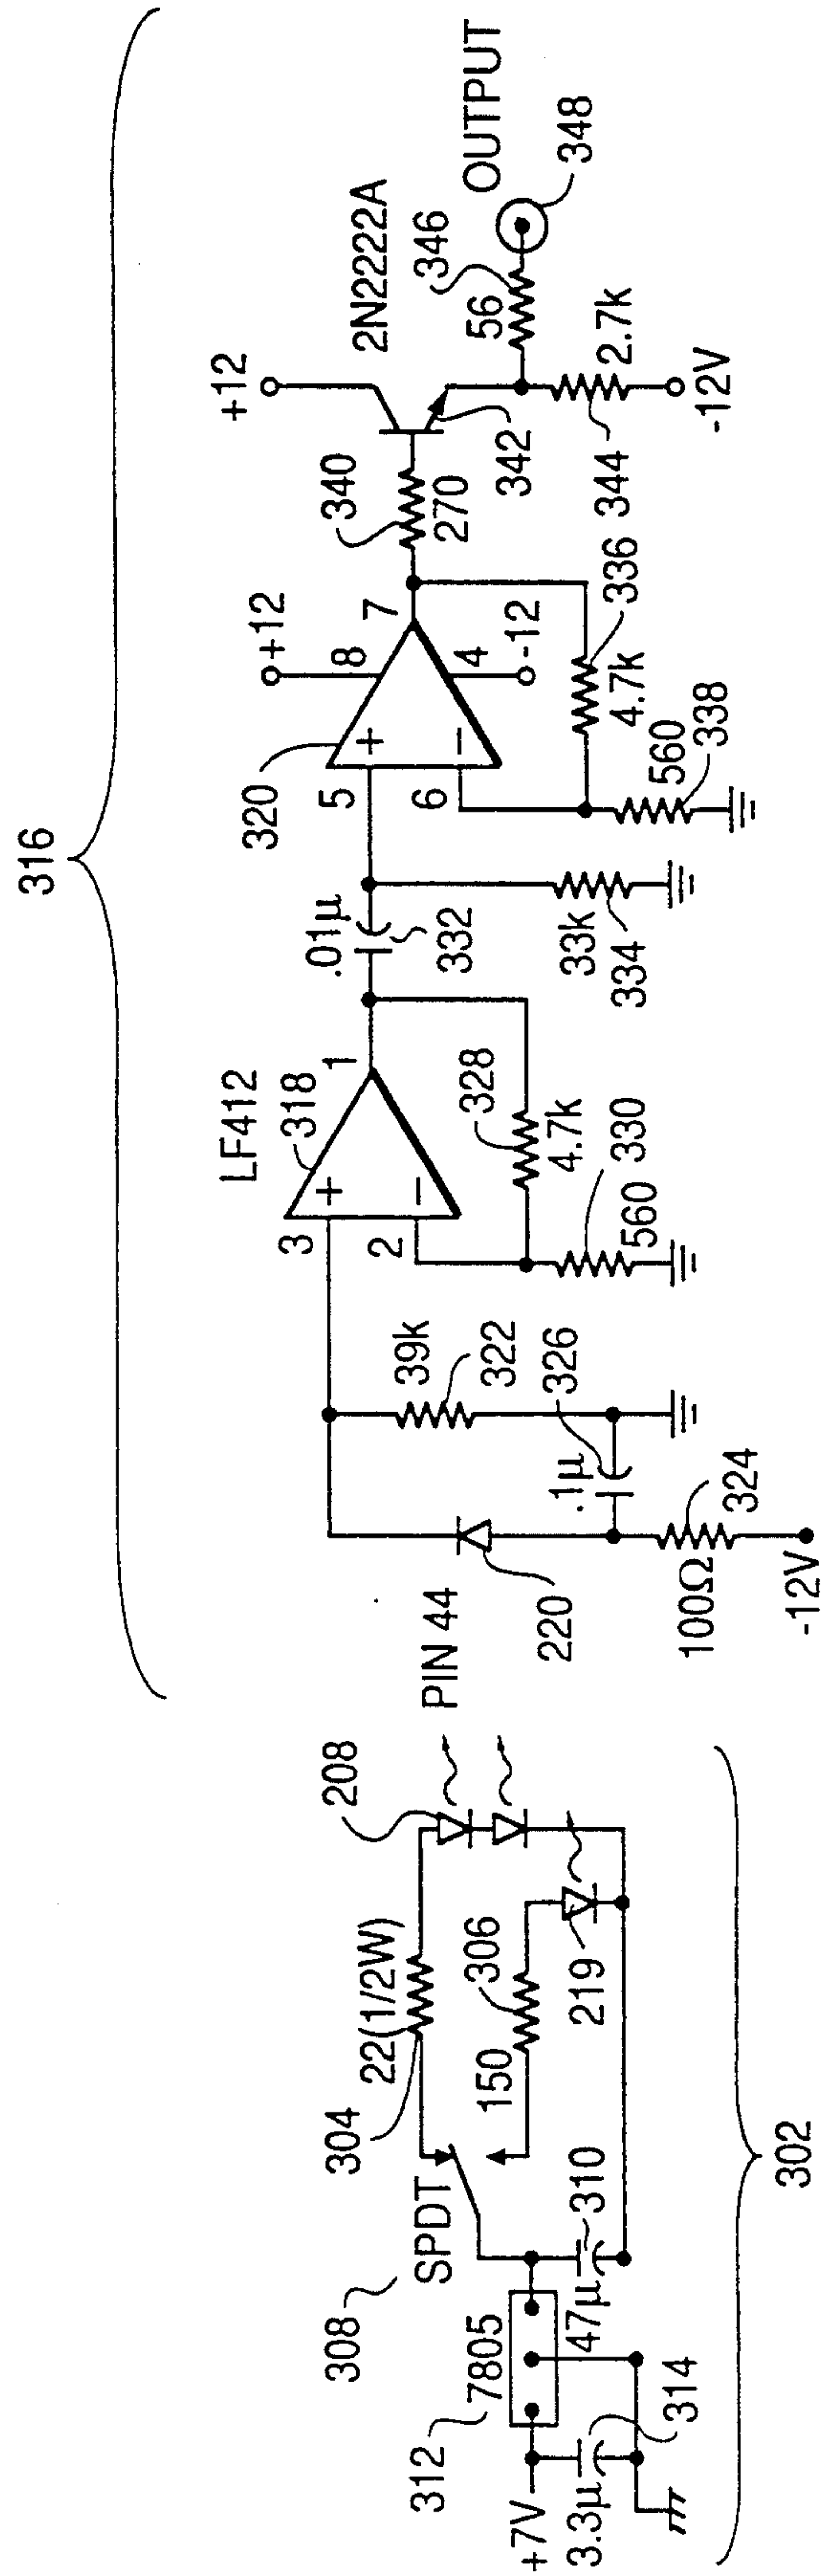 316
+12
2N2222A
OUTPUT
340
270
342
346
56
348
344
2.7k
-12V
320
+12
8
7
5
+
6
−
4
-12
336
4.7k
560
338
.01µ
332
33k
334
LF412
318
1
3
+
2
−
328
4.7k
330
560
39k
322
326
.1µ
324
100Ω
-12V
220
PIN 44
208
22(1/2W)
304
306
150
219
SPDT
308
310
47µ
7805
312
314
+7V
3.3µ
302